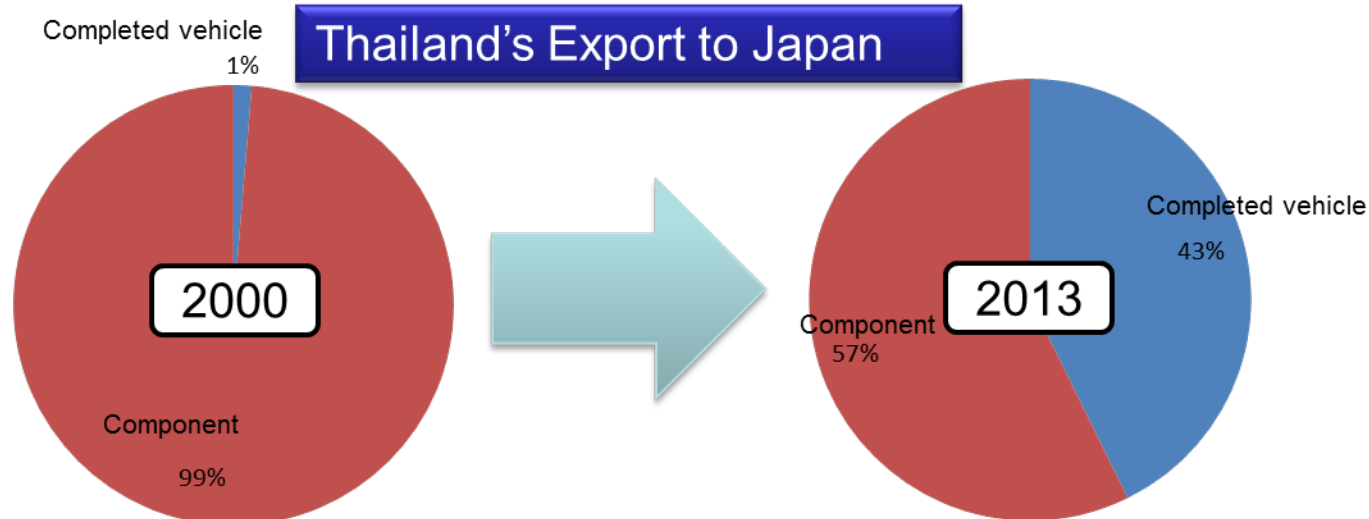 Thailand's Export to Japan
Completed vehicle
1%
2000
Component
99%
Completed vehicle
43%
2013
Component
57%